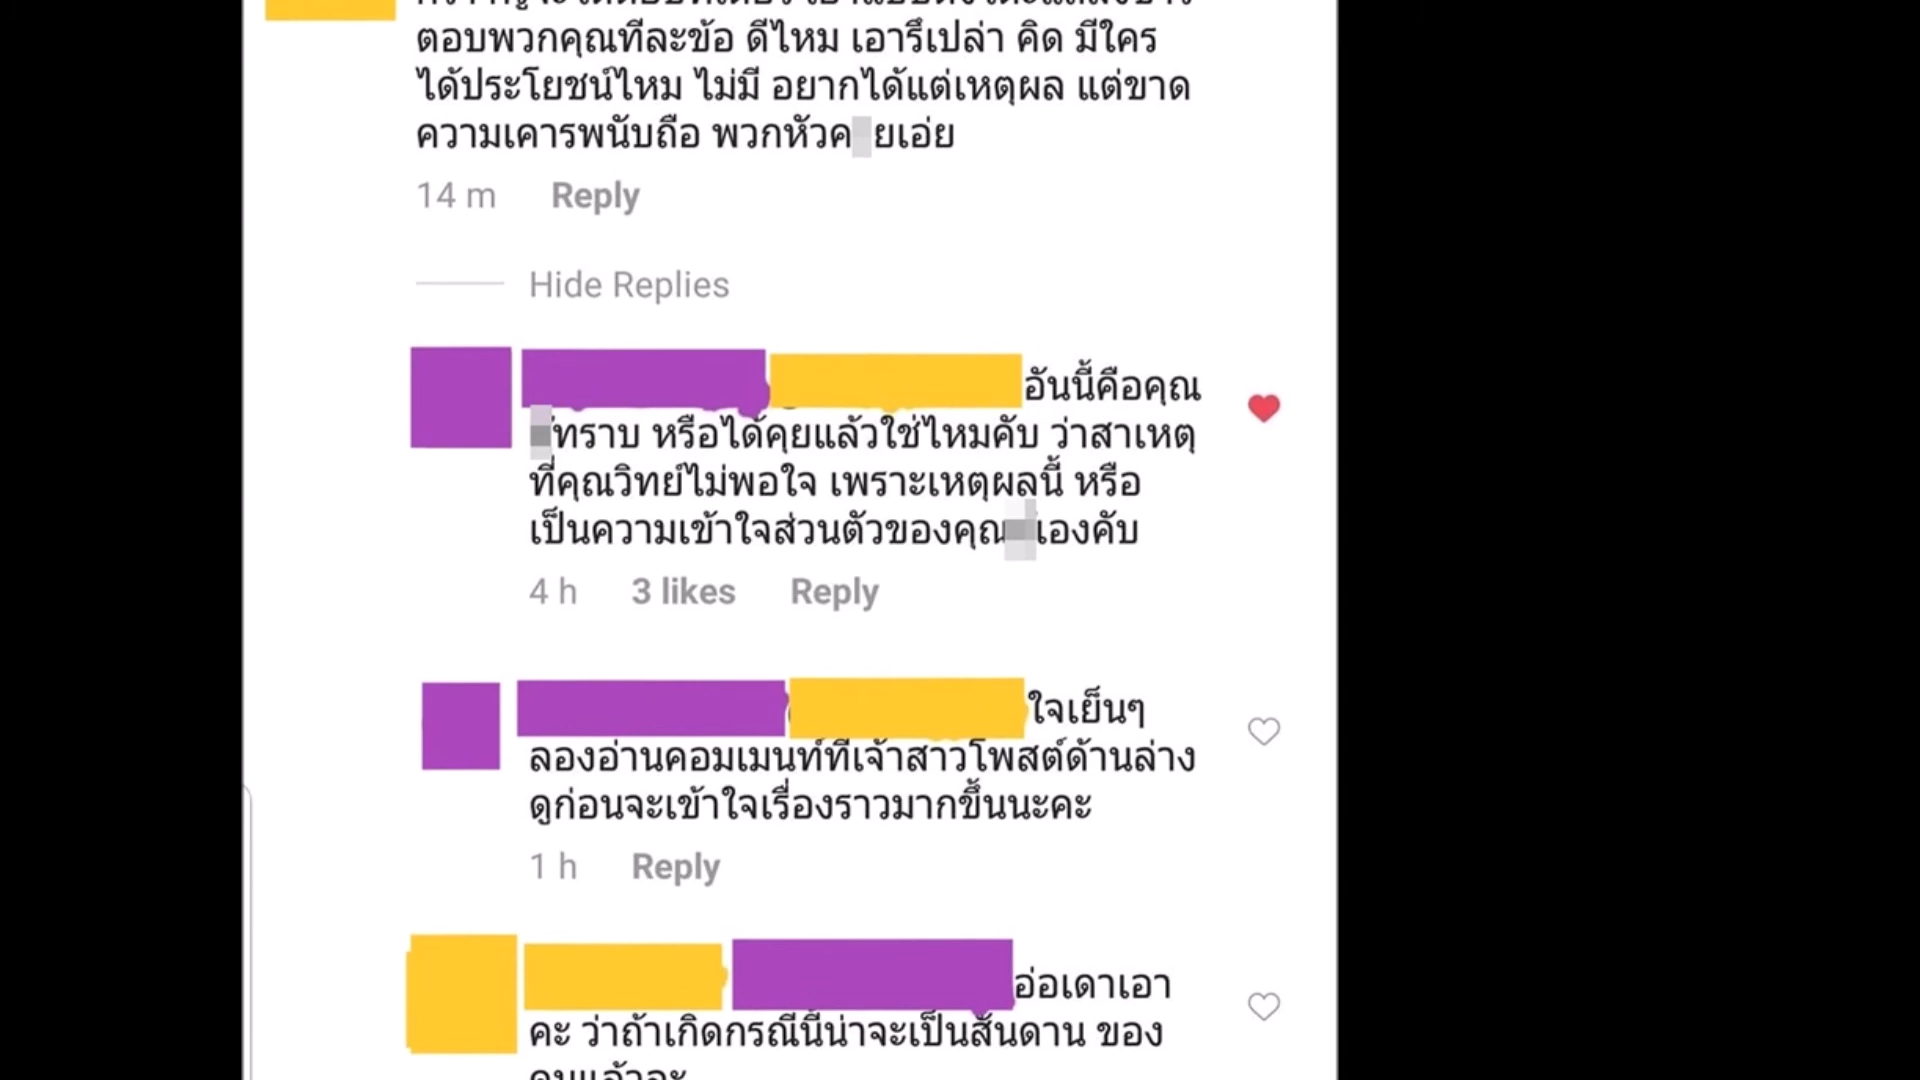 ตอบพวกคุณทีละข้อ ดีไหม เอารึเปล่า คิด มีใคร
ได้ประโยชน์ไหม ไม่มี อยากได้แต่เหตุผล แต่ขาด
ความเคารพนับถือ พวกหัวค ยเอ่ย
14 m Reply
Hide Replies
อันนี้คือคุณ
ทราบ หรือได้คุยแล้วใช่ไหมคับ ว่าสาเหตุ
ที่คุณวิทย์ไม่พอใจ เพราะเหตุผลนี้ หรือ
เป็นความเข้าใจส่วนตัวของคุณ เองคับ
4 h 3 likes Reply
ใจเย็นๆ
ลองอ่านคอมเมนท์ที่เจ้าสาวโพสต์ด้านล่าง
ดูก่อนจะเข้าใจเรื่องราวมากขึ้นนะคะ
1 h Reply
อ่อเดาเอา
คะ ว่าถ้าเกิดกรณีนี้น่าจะเป็นสันดาน ของ